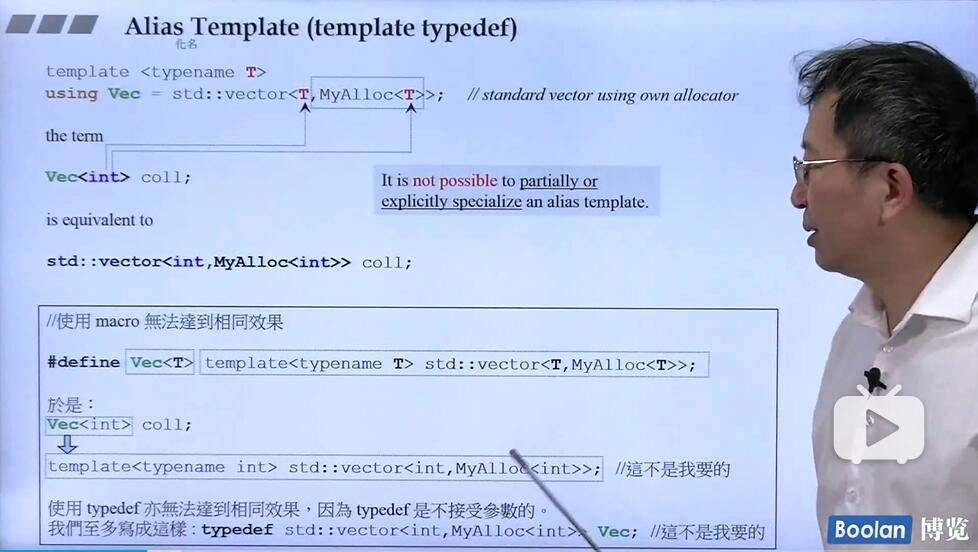 Alias Template (template typedef)
化名
template <typename T>
using Vec = std::vector<T,MyAlloc<T>>; // standard vector using own allocator
the term
Vec<int> coll;
It is not possible to partially or
explicitly specialize an alias template.
is equivalent to
std::vector<int,MyAlloc<int>> coll;
//使用 macro 無法達到相同效果
#define Vec<T> template<typename T> std::vector<T,MyAlloc<T>>;
於是：
Vec<int> coll;
template<typename int> std::vector<int,MyAlloc<int>>; //這不是我要的
使用 typedef 亦無法達到相同效果，因為 typedef 是不接受參數的。
我們至多寫成這樣：typedef std::vector<int,MyAlloc<int>> Vec; //這不是我要的
Boolan 博览